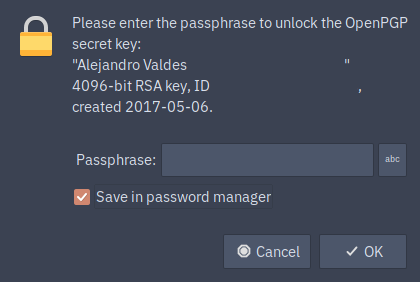 Please enter the passphrase to unlock the OpenPGP
secret key:
"Alejandro Valdes "
4096-bit RSA key, ID ,
created 2017-05-06.
Passphrase: abc
Save in password manager
Cancel OK